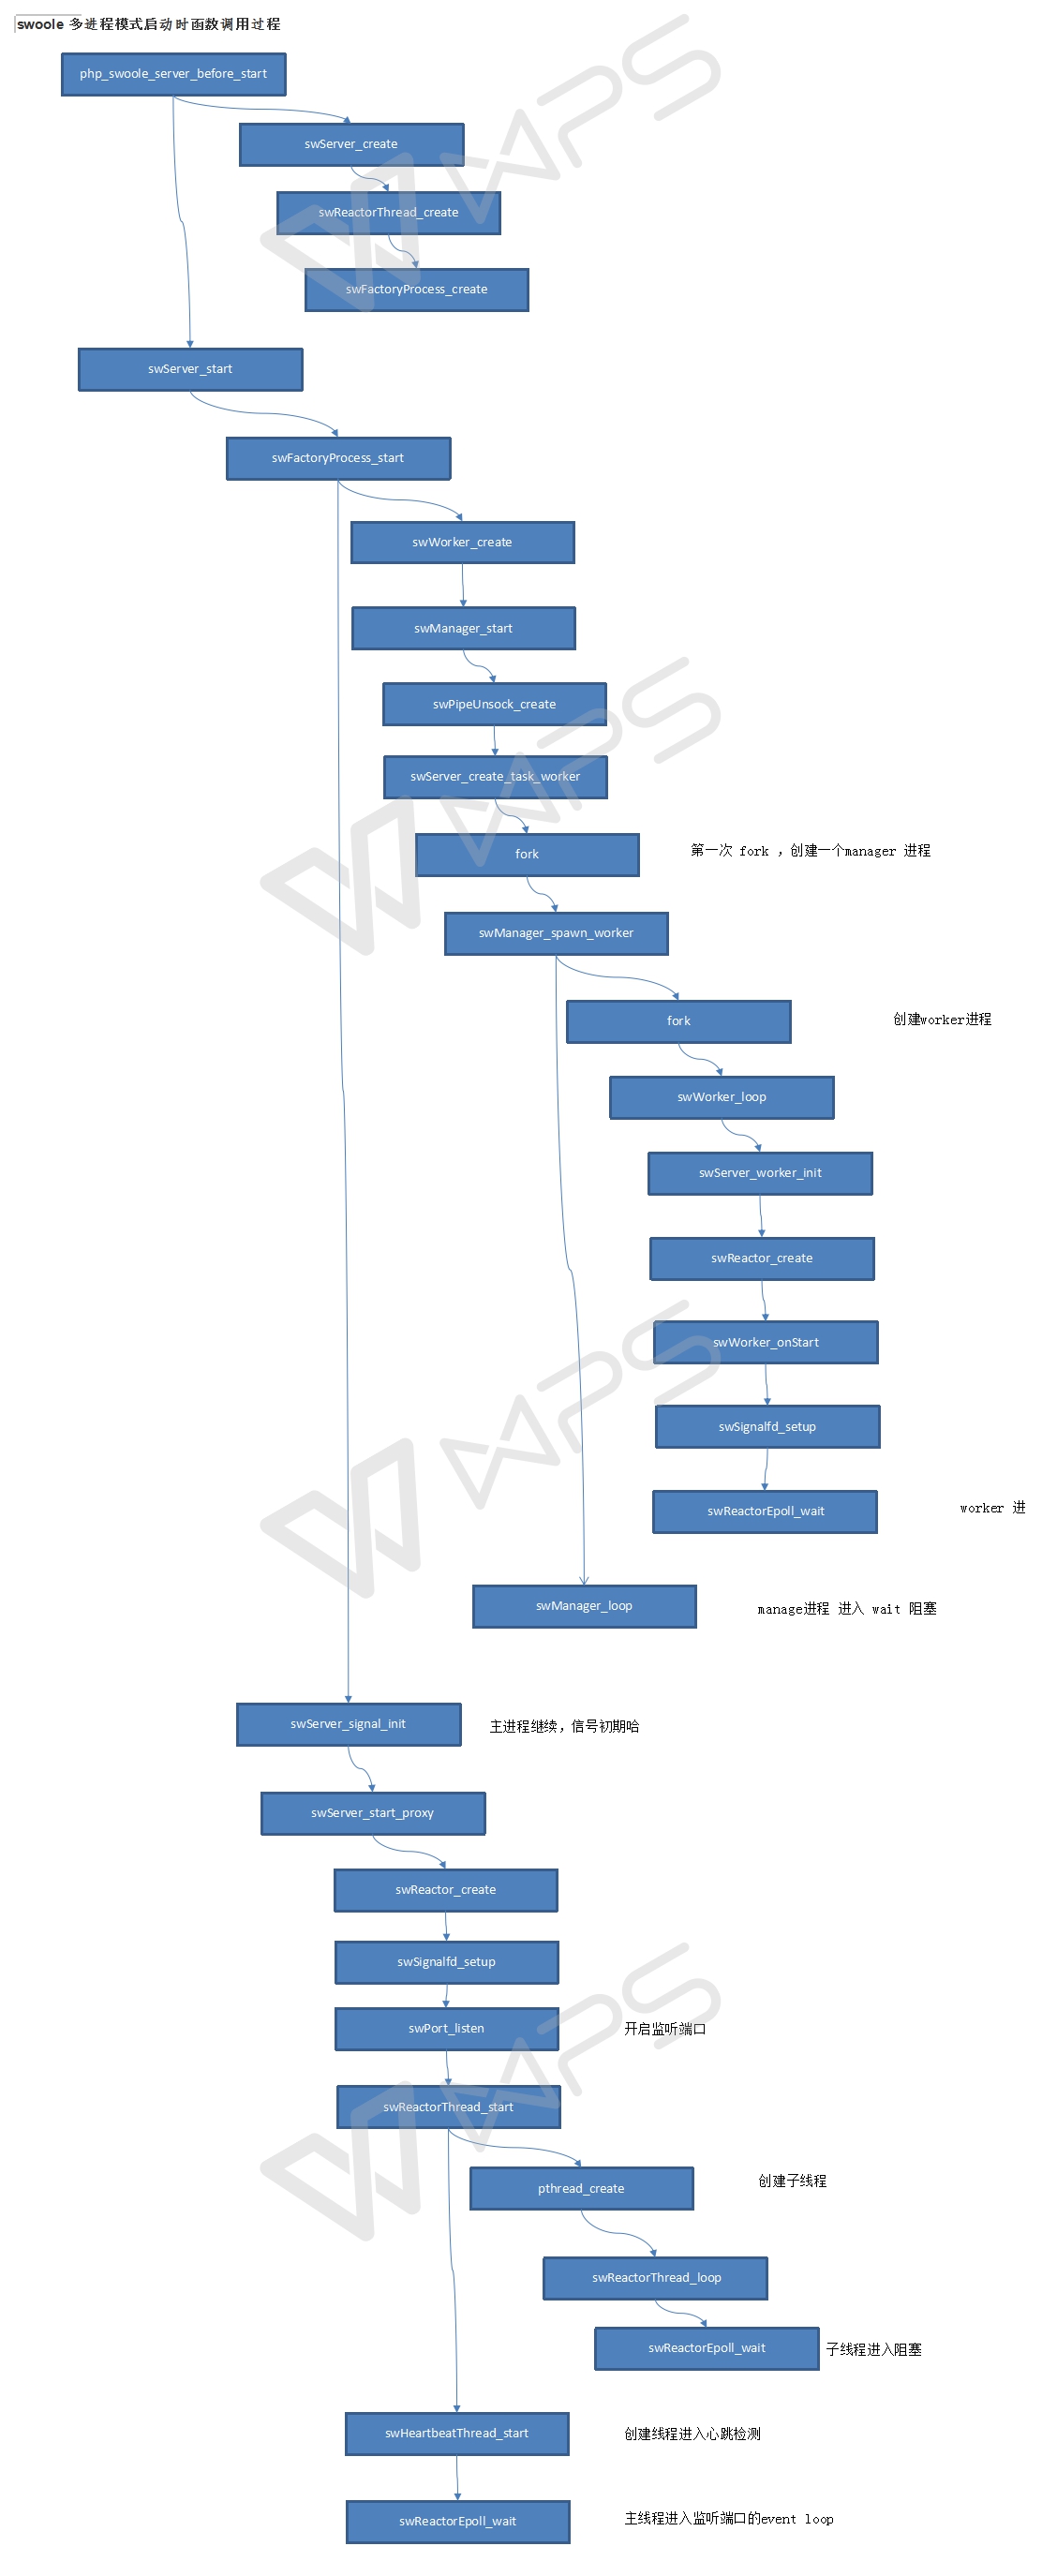 swoole 多进程模式启动时函数调用过程
php_swoole_server_before_start
swServer_create
swReactorThread_create
swFactoryProcess_create
swServer_start
swFactoryProcess_start
swWorker_create
swManager_start
swPipeUnsock_create
swServer_create_task_worker
fork
第一次 fork ，创建一个manager 进程
swManager_spawn_worker
fork
创建worker进程
swWorker_loop
swServer_worker_init
swReactor_create
swWorker_onStart
swSignalfd_setup
swReactorEpoll_wait
worker 进
swManager_loop
manage进程 进入 wait 阻塞
swServer_signal_init
主进程继续，信号初期哈
swServer_start_proxy
swReactor_create
swSignalfd_setup
swPort_listen
开启监听端口
swReactorThread_start
pthread_create
创建子线程
swReactorThread_loop
swReactorEpoll_wait
子线程进入阻塞
swHeartbeatThread_start
创建线程进入心跳检测
swReactorEpoll_wait
主线程进入监听端口的event loop
WPS
WPS
WPS
WPS